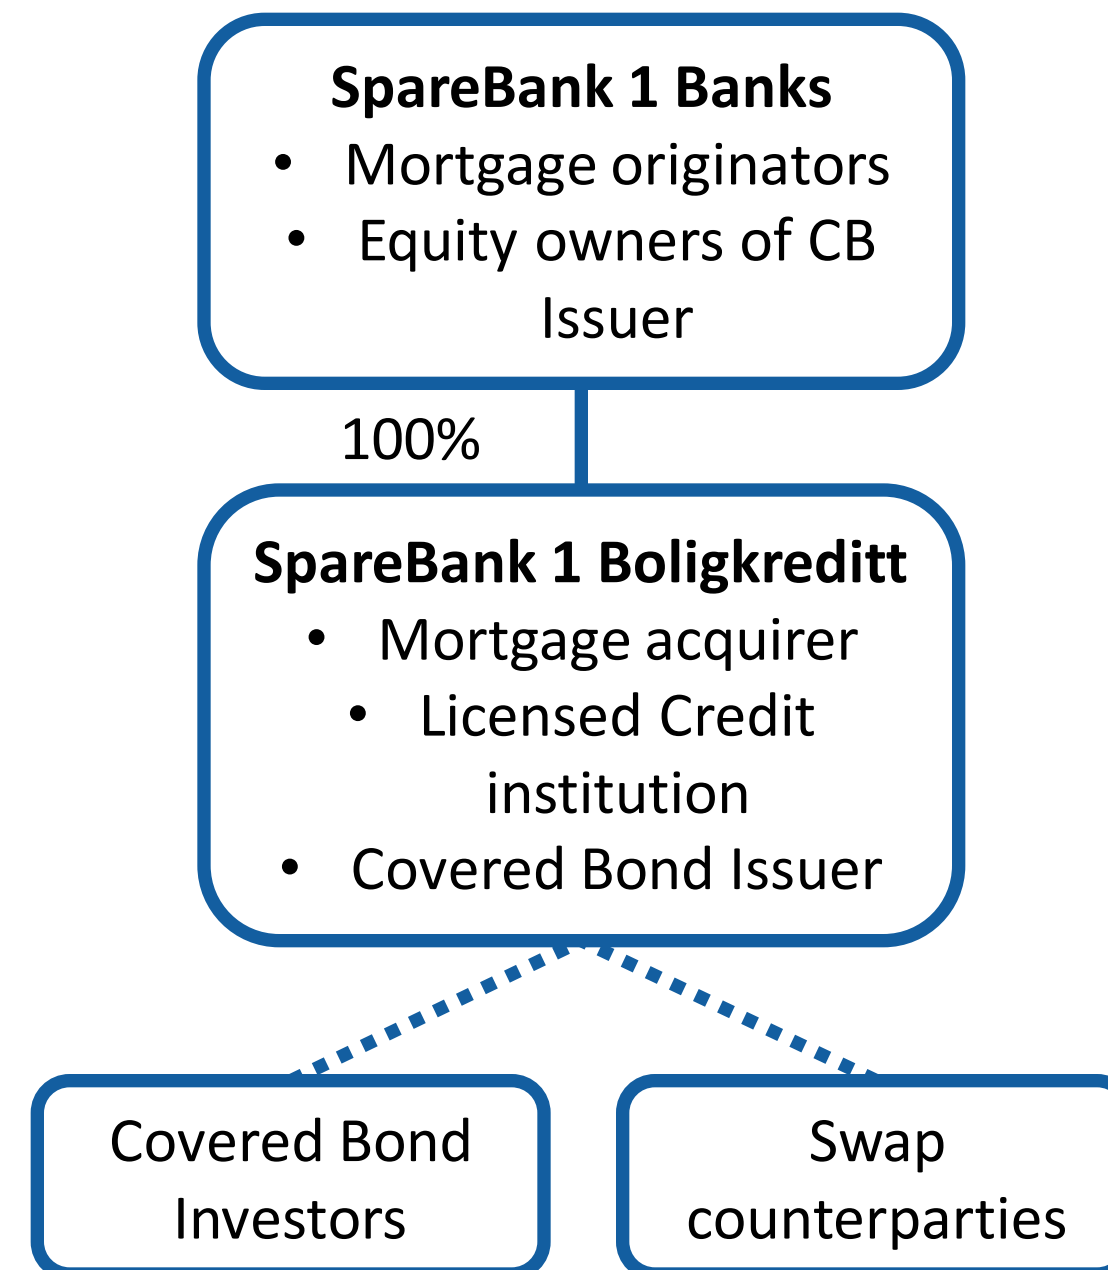 SpareBank 1 Banks
• Mortgage originators
• Equity owners of CB
Issuer
100%
SpareBank 1 Boligkreditt
• Mortgage acquirer
• Licensed Credit
institution
• Covered Bond Issuer
Covered Bond
Investors
Swap
counterparties